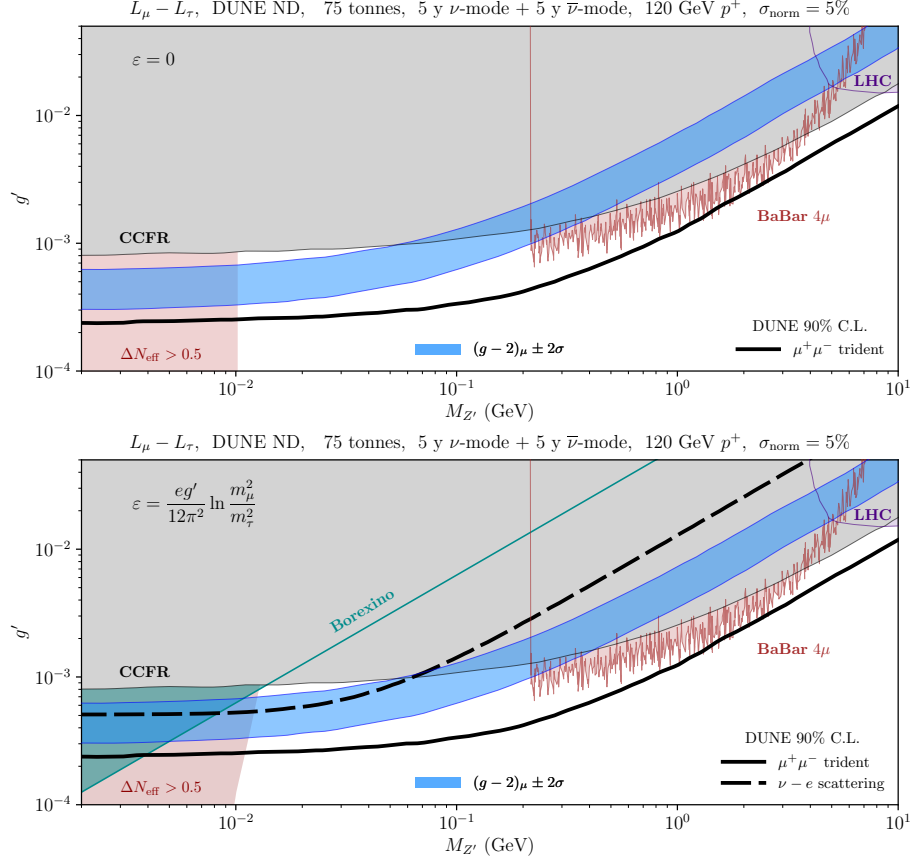 L_μ − L_τ, DUNE ND, 75 tonnes, 5 y ν-mode + 5 y ν̅-mode, 120 GeV p⁺, σ_norm = 5%
ε = 0
LHC
10⁻²
g′
BaBar 4μ
CCFR
10⁻³
DUNE 90% C.L.
ΔN_eff > 0.5
(g − 2)_μ ± 2σ
μ⁺μ⁻ trident
10⁻⁴
10⁻² 10⁻¹ 10⁰ 10¹
M_Z′ (GeV)
L_μ − L_τ, DUNE ND, 75 tonnes, 5 y ν-mode + 5 y ν̅-mode, 120 GeV p⁺, σ_norm = 5%
ε = eg′/12π² ln m_μ²/m_τ²
LHC
10⁻²
Borexino
g′
BaBar 4μ
CCFR
10⁻³
DUNE 90% C.L.
μ⁺μ⁻ trident
ΔN_eff > 0.5
(g − 2)_μ ± 2σ
ν − e scattering
10⁻⁴
10⁻² 10⁻¹ 10⁰ 10¹
M_Z′ (GeV)